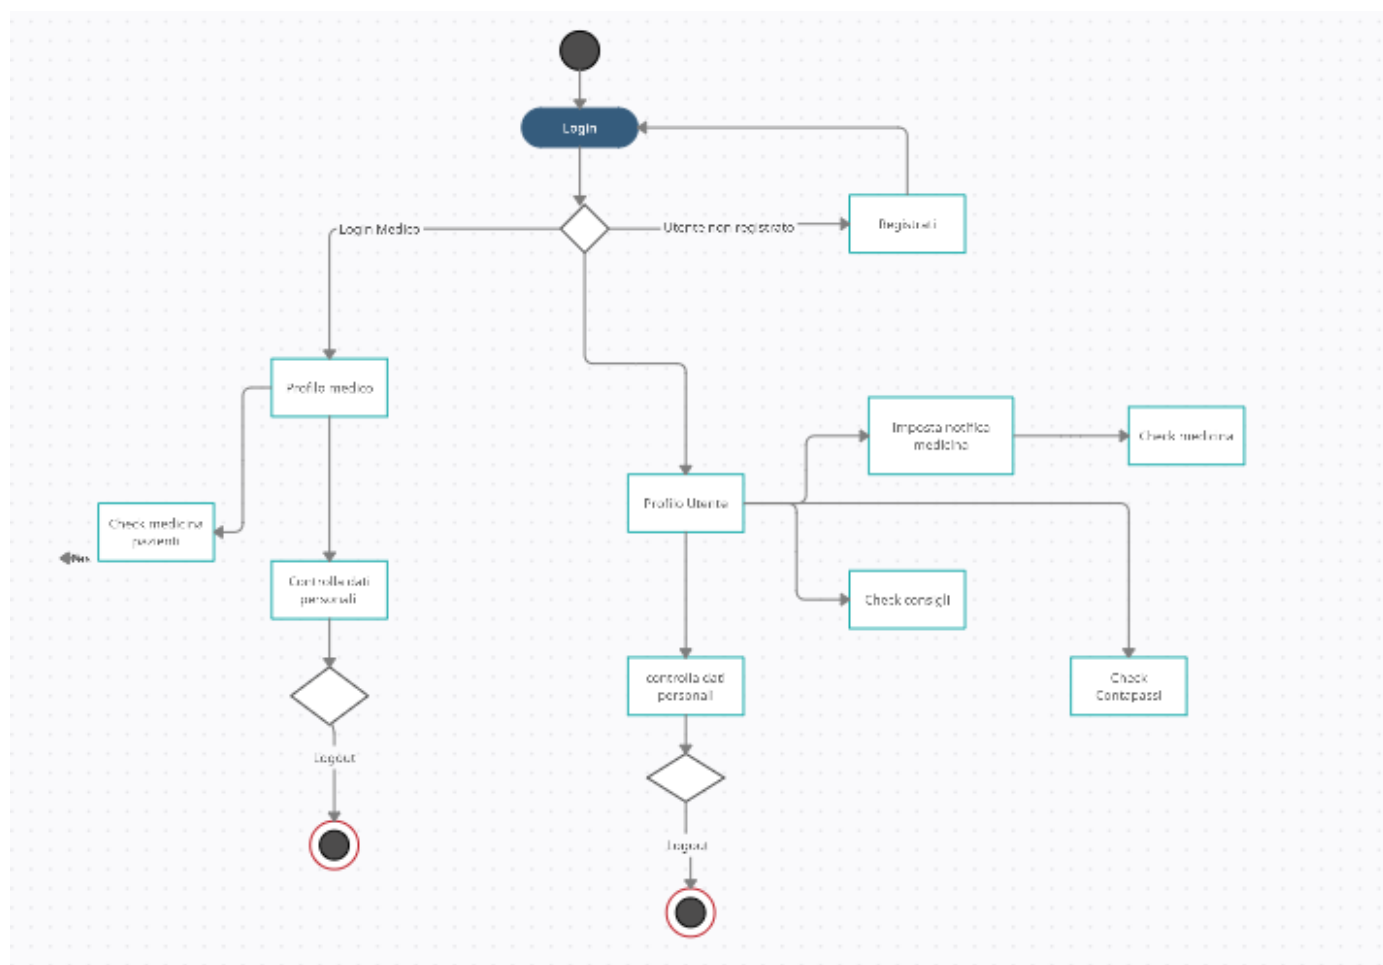 Login
Login Medico
Utente non registrato
Registrati
Profilo medico
Imposta notifica
medicina
Check medicina
Profilo Utente
Check medicina
pazienti
Controlla dati
personali
Check consigli
controlla dati
personali
Check
Contapassi
Logout
Logout